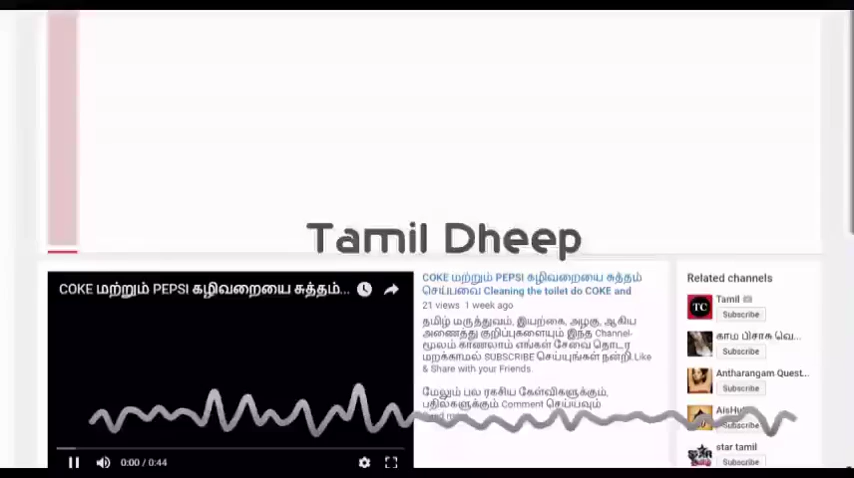 Tamil Dheep
COKE மற்றும் PEPSI கழிவறையை சுத்தம்...
COKE மற்றும் PEPSI கழிவறையை சுத்தம்
செய்பவை Cleaning the toilet do COKE and
21 views 1 week ago
தமிழ் மருத்துவம், இயற்கை, அழகு, ஆகிய
அணைத்து குறிப்புகளையும் இந்த Channel-
மூலம் காணலாம் எங்கள் சேவை தொடர
மறக்காமல் SUBSCRIBE செய்யுங்கள் நன்றி.Like
& Share with your Friends.
மேலும் பல ரகசிய கேள்விகளுக்கும்,
பதில்களுக்கும் Comment செய்யவும்
Related channels
Tamil
TC
Subscribe
காம பிசாசு வெ...
Subscribe
Antharangam Quest...
Subscribe
Subscribe
star tamil
Subscribe
0:00 / 0:44